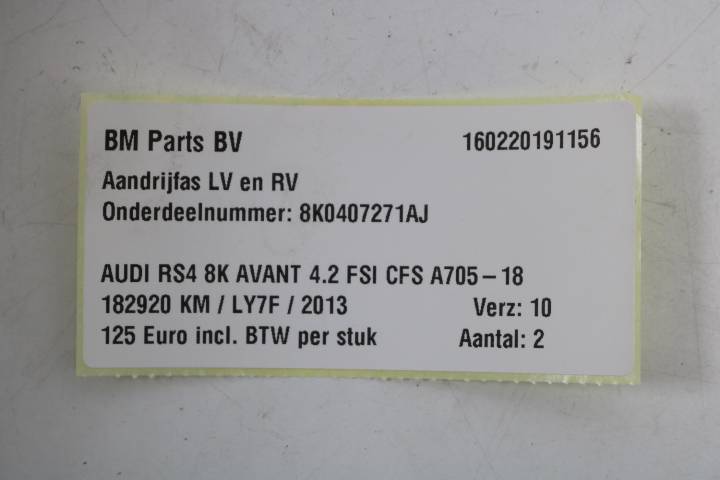 BM Parts BV 160220191156
Aandrijfas LV en RV
Onderdeelnummer: 8K0407271AJ
AUDI RS4 8K AVANT 4.2 FSI CFS A705-18
182920 KM / LY7F / 2013 Verz: 10
125 Euro incl. BTW per stuk Aantal: 2